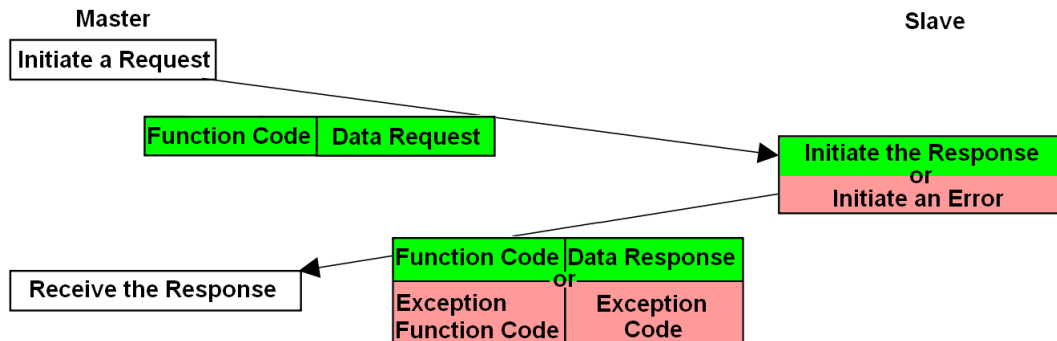 Master
Slave
Initiate a Request
Function Code
Data Request
Initiate the Response
or
Initiate an Error
Function Code
Data Response
or
Exception
Function Code
Exception
Code
Receive the Response